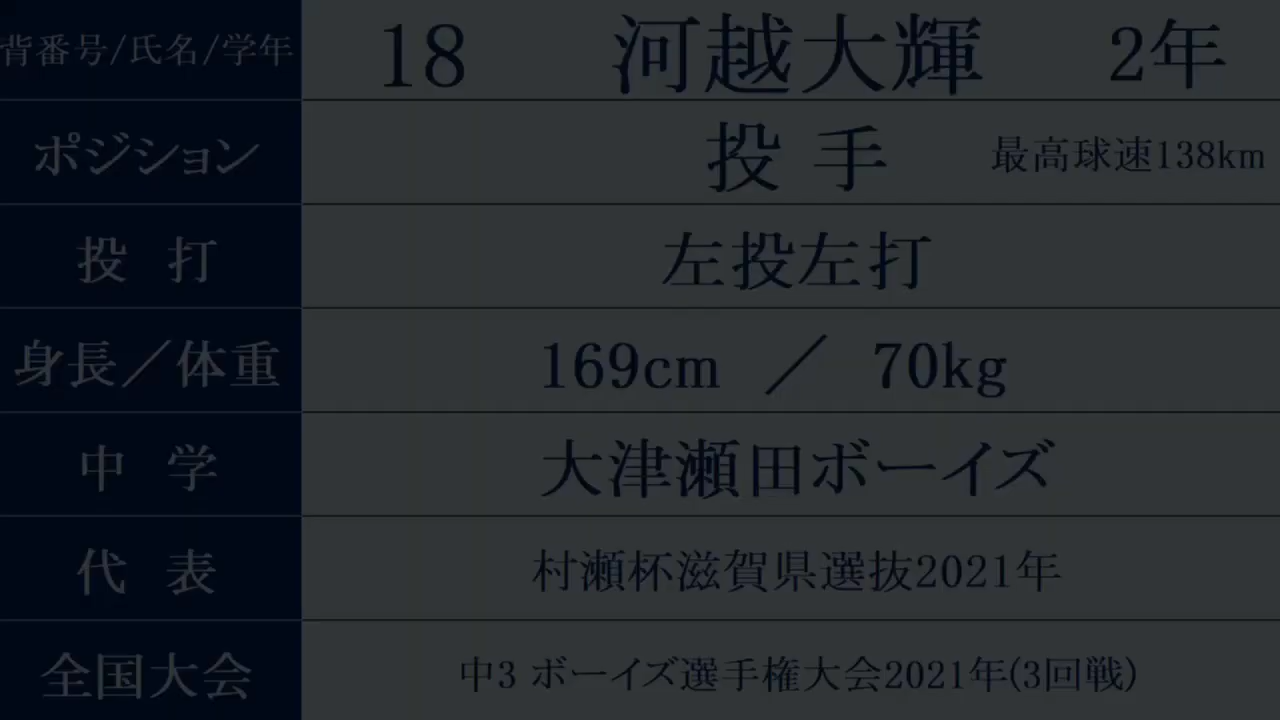 背番号/氏名/学年 18 河越大輝 2年
ポジション 投手 最高球速138km
投打 左投左打
身長／体重 169cm ／ 70kg
中学 大津瀬田ボーイズ
代表 村瀬杯滋賀県選抜2021年
全国大会 中3 ボーイズ選手権大会2021年(3回戦)